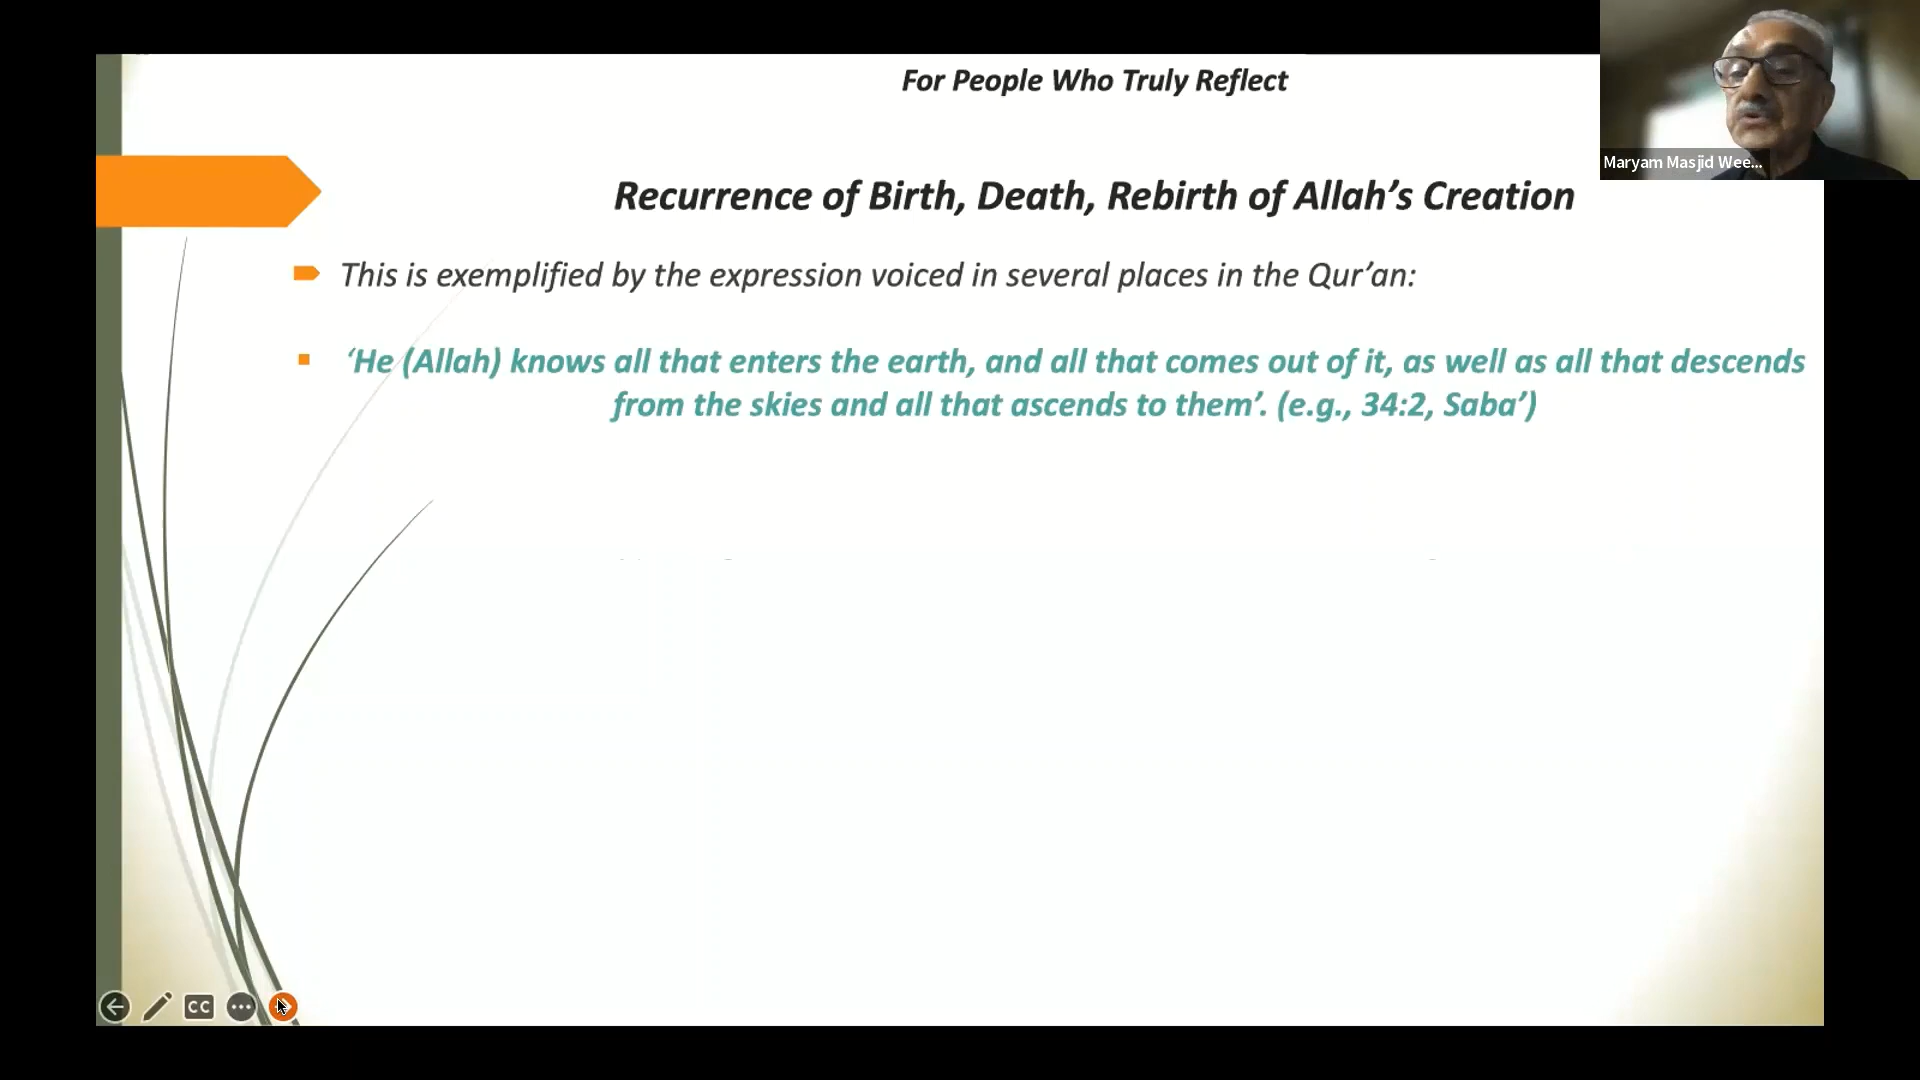 For People Who Truly Reflect
Maryam Masjid Wee...
Recurrence of Birth, Death, Rebirth of Allah’s Creation
This is exemplified by the expression voiced in several places in the Qur’an:
‘He (Allah) knows all that enters the earth, and all that comes out of it, as well as all that descends
from the skies and all that ascends to them’. (e.g., 34:2, Saba’)
CC